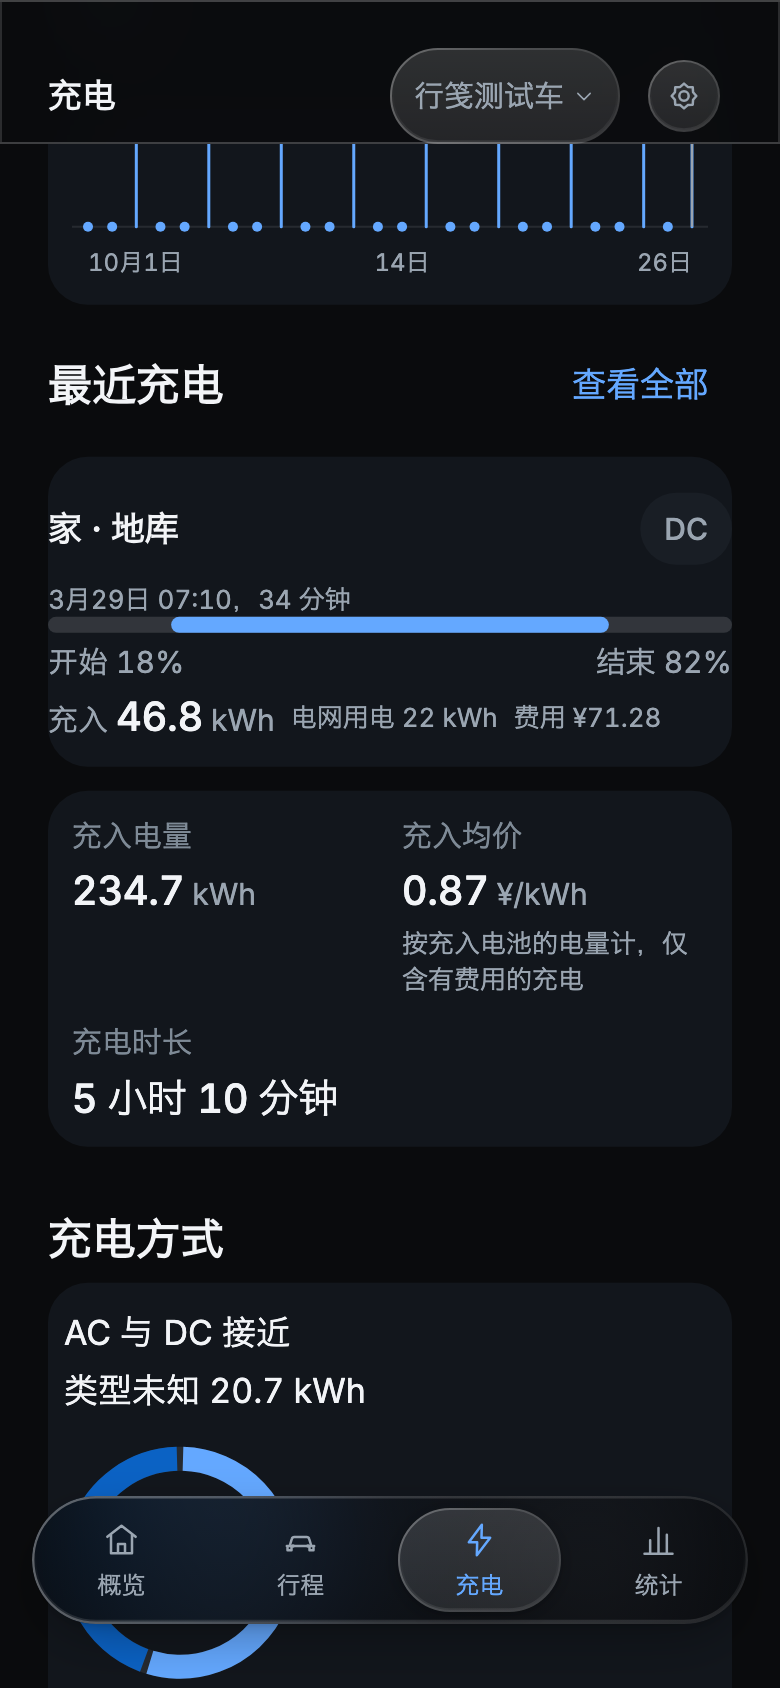 充电
行笺测试车
10月1日 14日 26日
最近充电
查看全部
家 · 地库
DC
3月29日 07:10，34 分钟
开始 18% 结束 82%
充入 46.8 kWh 电网用电 22 kWh 费用 ¥71.28
充入电量
234.7 kWh
充入均价
0.87 ¥/kWh
按充入电池的电量计，仅
含有费用的充电
充电时长
5 小时 10 分钟
充电方式
AC 与 DC 接近
类型未知 20.7 kWh
概览 行程 充电 统计